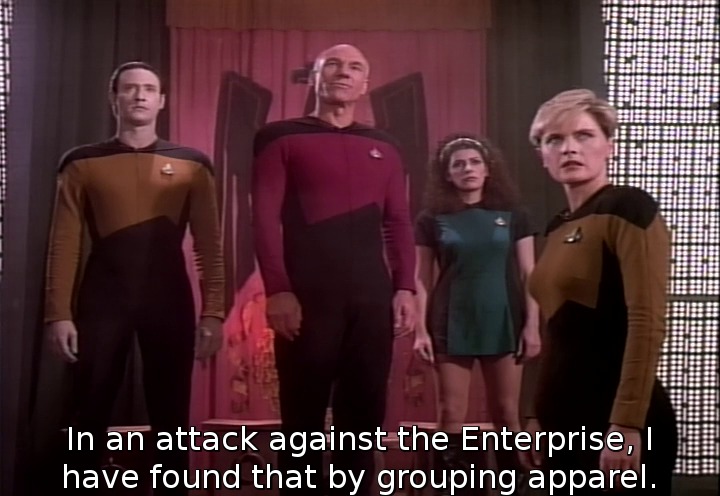 In an attack against the Enterprise, I
have found that by grouping apparel.